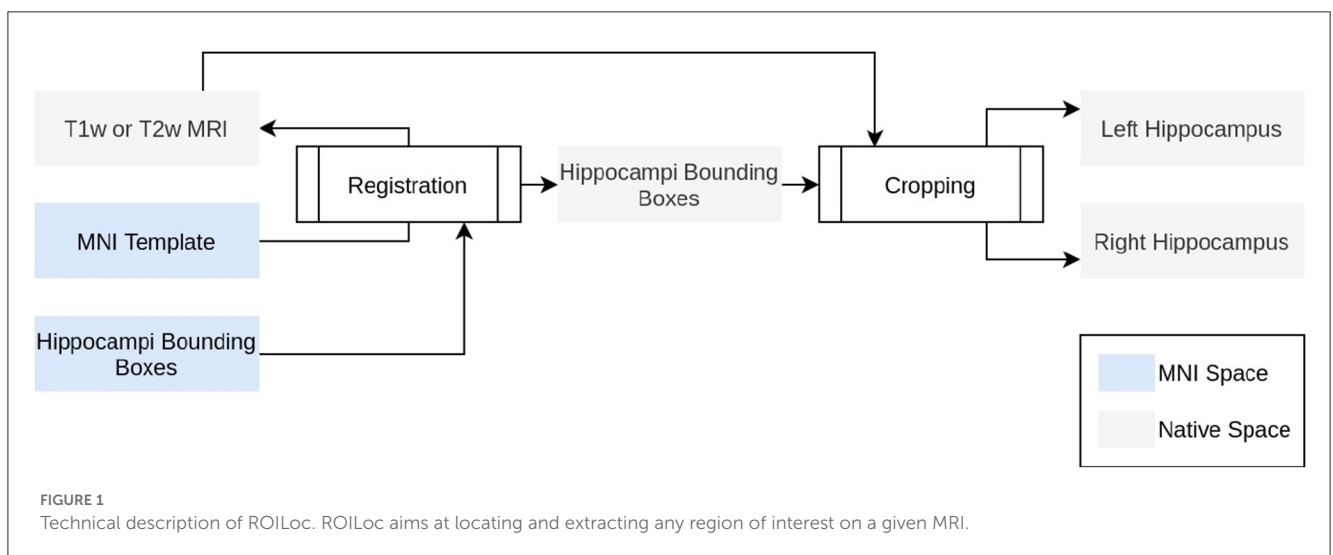 T1w or T2w MRI
MNI Template
Hippocampi Bounding
Boxes
Registration
Hippocampi Bounding
Boxes
Cropping
Left Hippocampus
Right Hippocampus
MNI Space
Native Space
FIGURE 1
Technical description of ROILoc. ROILoc aims at locating and extracting any region of interest on a given MRI.